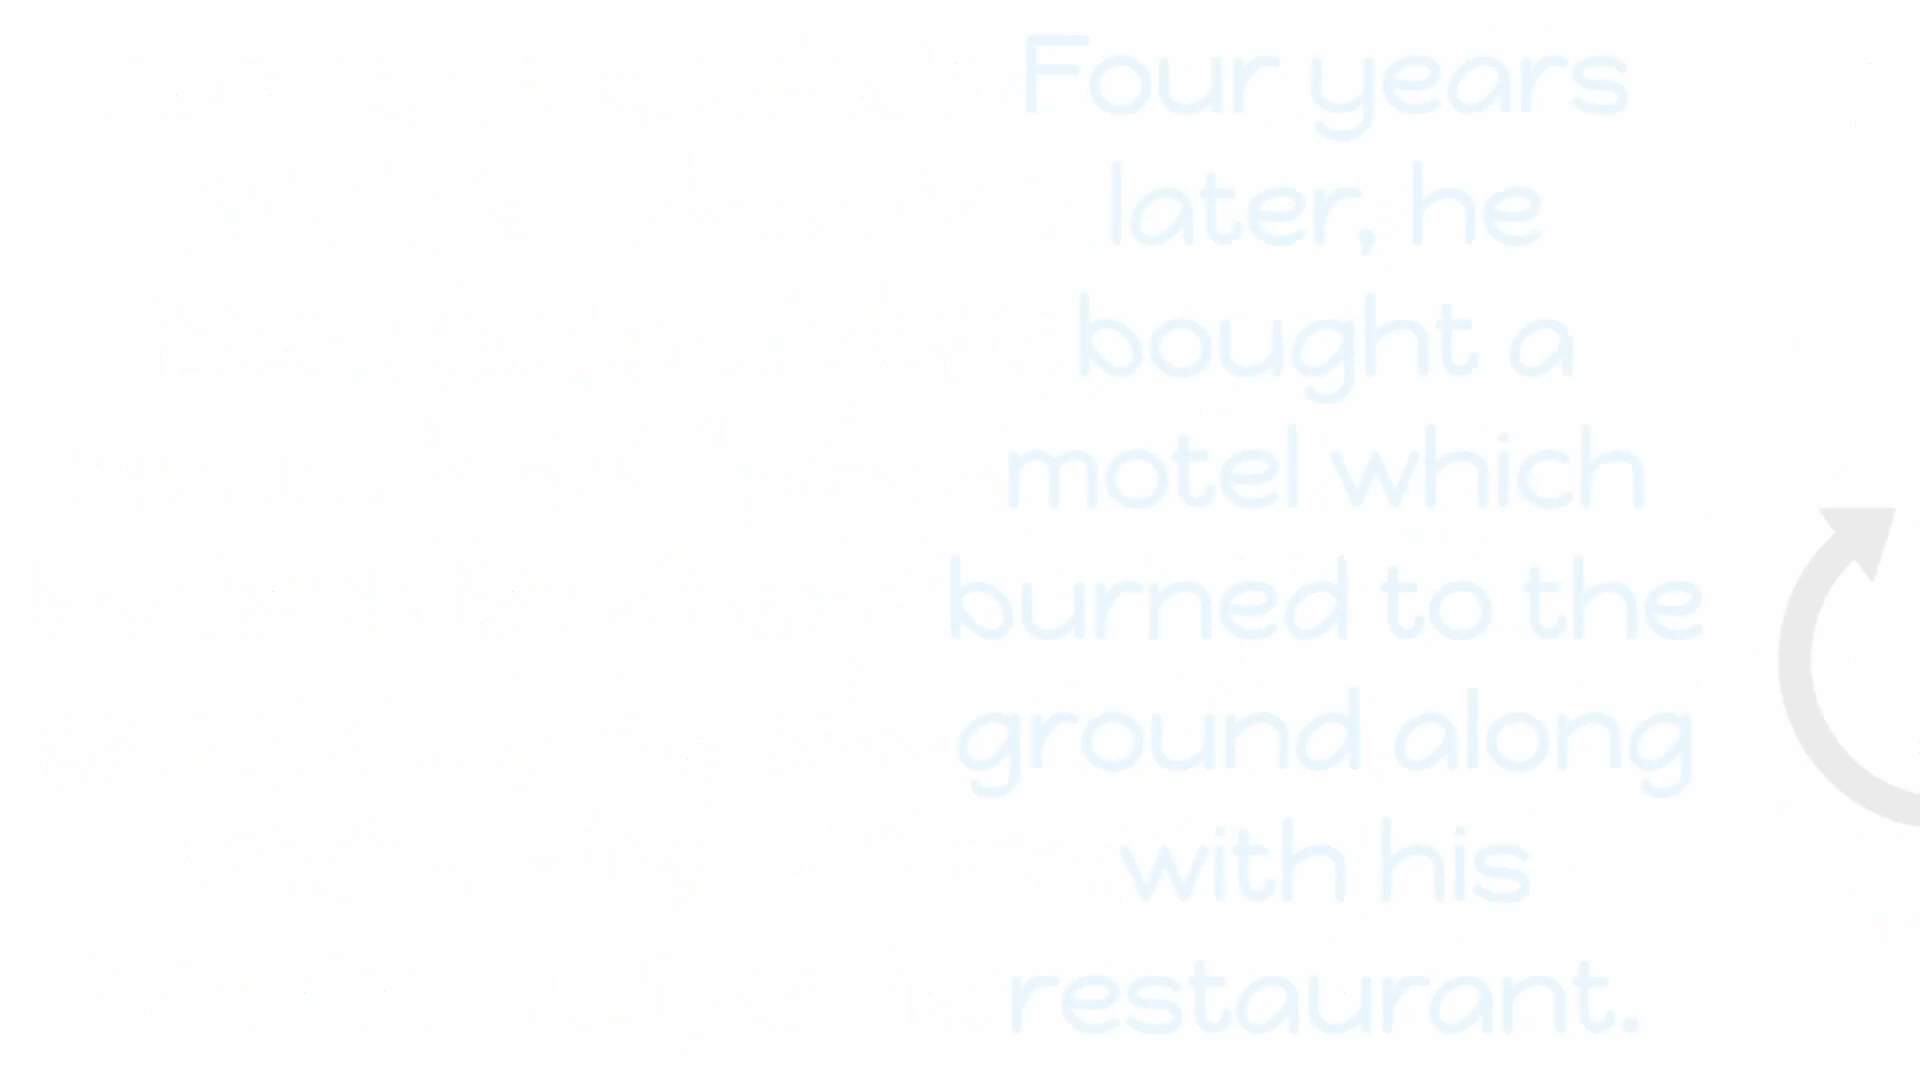 Four years
later, he
bought a
motel which
burned to the
ground along
with his
restaurant.